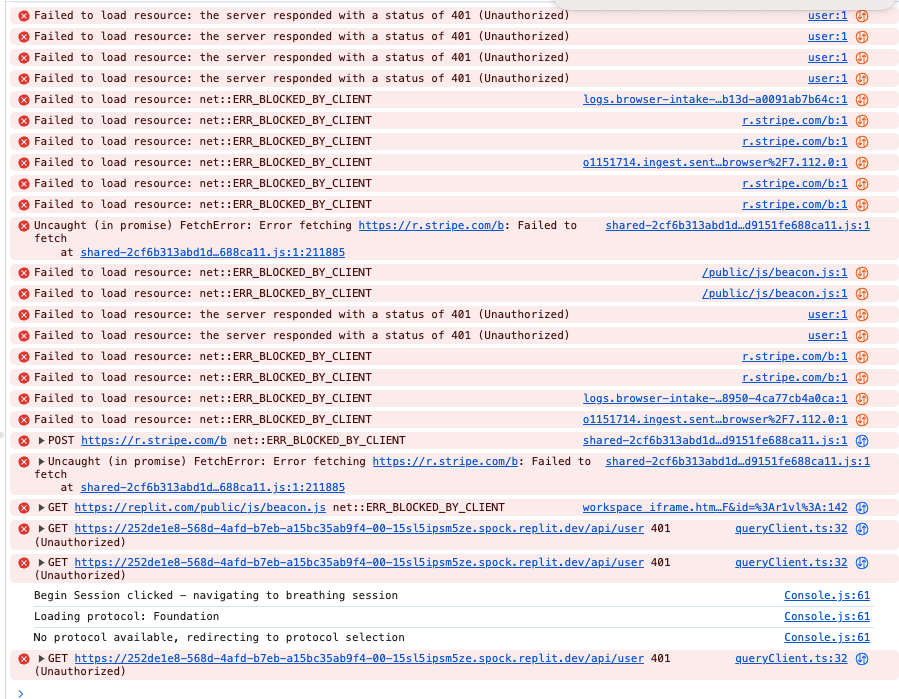 Failed to load resource: the server responded with a status of 401 (Unauthorized) user:1
Failed to load resource: the server responded with a status of 401 (Unauthorized) user:1
Failed to load resource: the server responded with a status of 401 (Unauthorized) user:1
Failed to load resource: the server responded with a status of 401 (Unauthorized) user:1
Failed to load resource: net::ERR_BLOCKED_BY_CLIENT logs.browser-intake-…b13d-a0091ab7b64c:1
Failed to load resource: net::ERR_BLOCKED_BY_CLIENT r.stripe.com/b:1
Failed to load resource: net::ERR_BLOCKED_BY_CLIENT r.stripe.com/b:1
Failed to load resource: net::ERR_BLOCKED_BY_CLIENT o1151714.ingest.sent…browser%2F7.112.0:1
Failed to load resource: net::ERR_BLOCKED_BY_CLIENT r.stripe.com/b:1
Failed to load resource: net::ERR_BLOCKED_BY_CLIENT r.stripe.com/b:1
Uncaught (in promise) FetchError: Error fetching https://r.stripe.com/b: Failed to shared-2cf6b313abd1d…d9151fe688ca11.js:1
fetch
at shared-2cf6b313abd1d…688ca11.js:1:211885
Failed to load resource: net::ERR_BLOCKED_BY_CLIENT /public/js/beacon.js:1
Failed to load resource: net::ERR_BLOCKED_BY_CLIENT /public/js/beacon.js:1
Failed to load resource: the server responded with a status of 401 (Unauthorized) user:1
Failed to load resource: the server responded with a status of 401 (Unauthorized) user:1
Failed to load resource: net::ERR_BLOCKED_BY_CLIENT r.stripe.com/b:1
Failed to load resource: net::ERR_BLOCKED_BY_CLIENT r.stripe.com/b:1
Failed to load resource: net::ERR_BLOCKED_BY_CLIENT logs.browser-intake-…8950-4ca77cb4a0ca:1
Failed to load resource: net::ERR_BLOCKED_BY_CLIENT o1151714.ingest.sent…browser%2F7.112.0:1
POST https://r.stripe.com/b net::ERR_BLOCKED_BY_CLIENT shared-2cf6b313abd1d…d9151fe688ca11.js:1
Uncaught (in promise) FetchError: Error fetching https://r.stripe.com/b: Failed to shared-2cf6b313abd1d…d9151fe688ca11.js:1
fetch
at shared-2cf6b313abd1d…688ca11.js:1:211885
GET https://replit.com/public/js/beacon.js net::ERR_BLOCKED_BY_CLIENT workspace iframe.htm…F&id=%3Ar1vl%3A:142
GET https://252de1e8-568d-4afd-b7eb-a15bc35ab9f4-00-15sl5ipsm5ze.spock.replit.dev/api/user 401 queryClient.ts:32
(Unauthorized)
GET https://252de1e8-568d-4afd-b7eb-a15bc35ab9f4-00-15sl5ipsm5ze.spock.replit.dev/api/user 401 queryClient.ts:32
(Unauthorized)
Begin Session clicked – navigating to breathing session Console.js:61
Loading protocol: Foundation Console.js:61
No protocol available, redirecting to protocol selection Console.js:61
GET https://252de1e8-568d-4afd-b7eb-a15bc35ab9f4-00-15sl5ipsm5ze.spock.replit.dev/api/user 401 queryClient.ts:32
(Unauthorized)